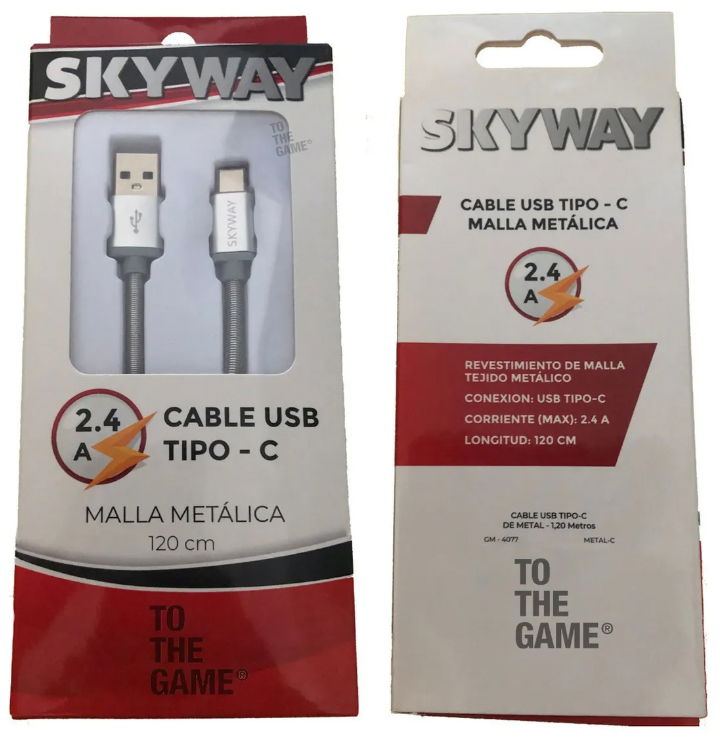 SKYWAY
TO
THE
GAME®
SKYWAY
2.4
A
CABLE USB
TIPO - C
MALLA METÁLICA
120 cm
TO
THE
GAME®
SKYWAY
CABLE USB TIPO - C
MALLA METÁLICA
2.4
A
REVESTIMIENTO DE MALLA
TEJIDO METÁLICO
CONEXION: USB TIPO-C
CORRIENTE (MAX): 2.4 A
LONGITUD: 120 CM
CABLE USB TIPO-C
DE METAL - 1,20 Metros
GM - 4077 METAL-C
TO
THE
GAME®